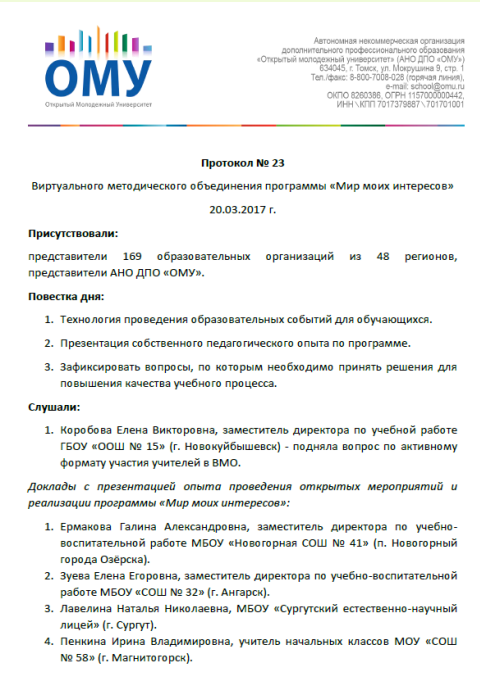 ОМУ
Открытый Молодежный Университет
Автономная некоммерческая организация
дополнительного профессионального образования
«Открытый молодежный университет» (АНО ДПО «ОМУ»)
634045, г. Томск, ул. Мокрушина 9, стр. 1
Тел./факс: 8-800-7008-028 (горячая линия),
e-mail: school@omu.ru
ОКПО 8260386, ОГРН 1157000000442,
ИНН \ КПП 7017379887 \ 701701001
Протокол № 23
Виртуального методического объединения программы «Мир моих интересов»
20.03.2017 г.
Присутствовали:
представители 169 образовательных организаций из 48 регионов,
представители АНО ДПО «ОМУ».
Повестка дня:
1. Технология проведения образовательных событий для обучающихся.
2. Презентация собственного педагогического опыта по программе.
3. Зафиксировать вопросы, по которым необходимо принять решения для
повышения качества учебного процесса.
Слушали:
1. Коробова Елена Викторовна, заместитель директора по учебной работе
ГБОУ «ООШ № 15» (г. Новокуйбышевск) - подняла вопрос по активному
формату участия учителей в ВМО.
Доклады с презентацией опыта проведения открытых мероприятий и
реализации программы «Мир моих интересов»:
1. Ермакова Галина Александровна, заместитель директора по учебно-
воспитательной работе МБОУ «Новогорная СОШ № 41» (п. Новогорный
города Озёрска).
2. Зуева Елена Егоровна, заместитель директора по учебно-воспитательной
работе МБОУ «СОШ № 32» (г. Ангарск).
3. Лавелина Наталья Николаевна, МБОУ «Сургутский естественно-научный
лицей» (г. Сургут).
4. Пенкина Ирина Владимировна, учитель начальных классов МОУ «СОШ
№ 58» (г. Магнитогорск).